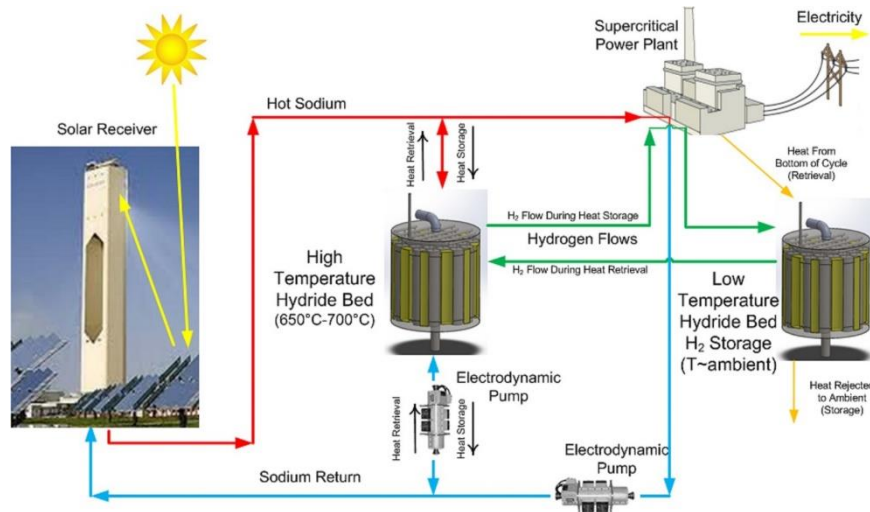 Supercritical
Power Plant
Electricity
Solar Receiver
Hot Sodium
Heat Retrieval
Heat Storage
Heat From
Bottom of Cycle
(Retrieval)
H₂ Flow During Heat Storage
Hydrogen Flows
H₂ Flow During Heat Retrieval
High
Temperature
Hydride Bed
(650°C-700°C)
Low
Temperature
Hydride Bed
H₂ Storage
(T~ambient)
Electrodynamic
Pump
Heat Retrieval
Heat Storage
Heat Rejected
to Ambient
(Storage)
Electrodynamic
Pump
Sodium Return